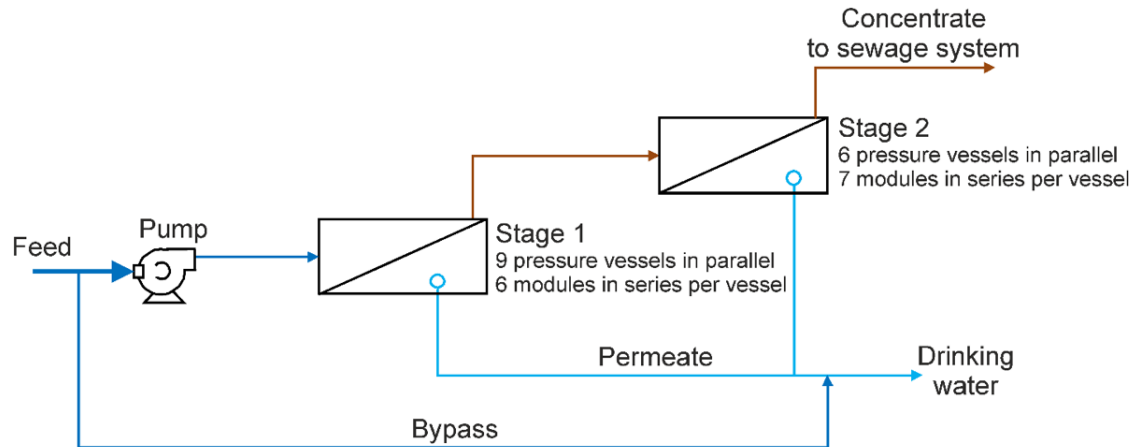 Concentrate
to sewage system
Stage 2
6 pressure vessels in parallel
7 modules in series per vessel
Pump
Feed
Stage 1
9 pressure vessels in parallel
6 modules in series per vessel
Permeate
Drinking
water
Bypass